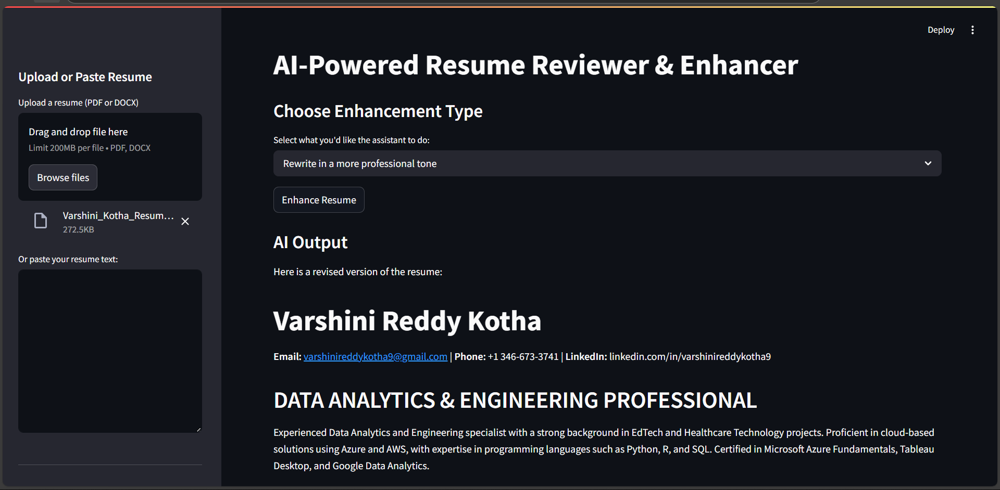 Deploy
Upload or Paste Resume
Upload a resume (PDF or DOCX)
Drag and drop file here
Limit 200MB per file • PDF, DOCX
Browse files
Varshini_Kotha_Resum...
272.5KB
Or paste your resume text:
AI-Powered Resume Reviewer & Enhancer
Choose Enhancement Type
Select what you'd like the assistant to do:
Rewrite in a more professional tone
Enhance Resume
AI Output
Here is a revised version of the resume:
Varshini Reddy Kotha
Email: varshinireddykotha9@gmail.com | Phone: +1 346-673-3741 | LinkedIn: linkedin.com/in/varshinireddykotha9
DATA ANALYTICS & ENGINEERING PROFESSIONAL
Experienced Data Analytics and Engineering specialist with a strong background in EdTech and Healthcare Technology projects. Proficient in cloud-based
solutions using Azure and AWS, with expertise in programming languages such as Python, R, and SQL. Certified in Microsoft Azure Fundamentals, Tableau
Desktop, and Google Data Analytics.